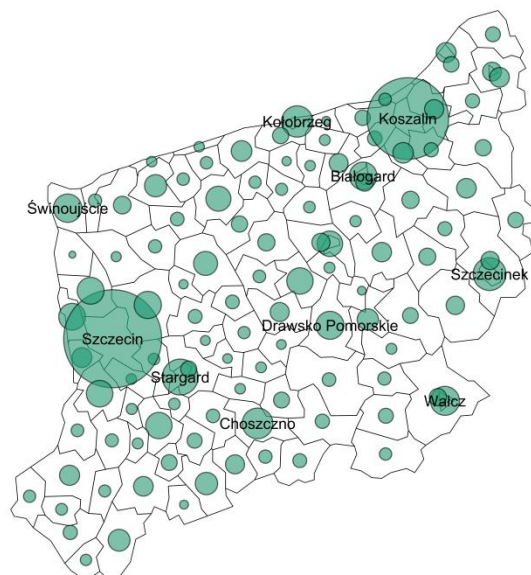 Kołobrzeg
Koszalin
Białogard
Świnoujście
Szczecinek
Drawsko Pomorskie
Szczecin
Stargard
Wałcz
Choszczno